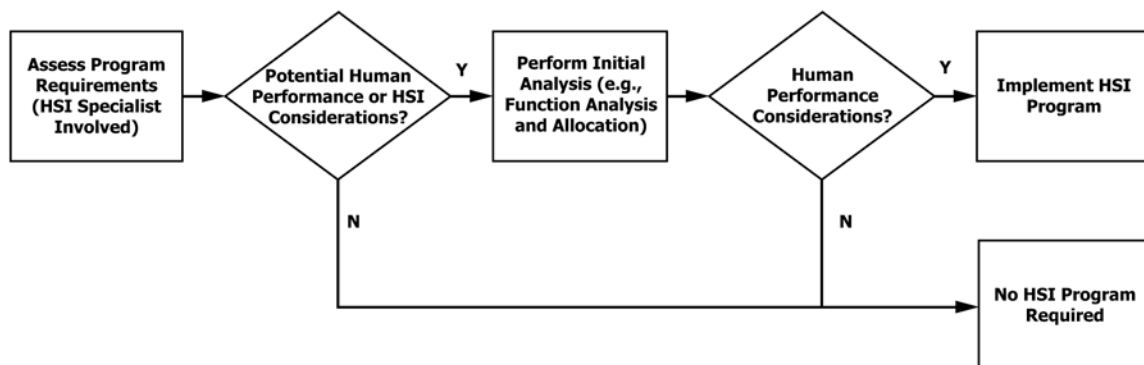 Assess Program
Requirements
(HSI Specialist
Involved)
Potential Human
Performance or HSI
Considerations?
Y
Perform Initial
Analysis (e.g.,
Function Analysis
and Allocation)
Human
Performance
Considerations?
Y
Implement HSI
Program
N
N
No HSI Program
Required